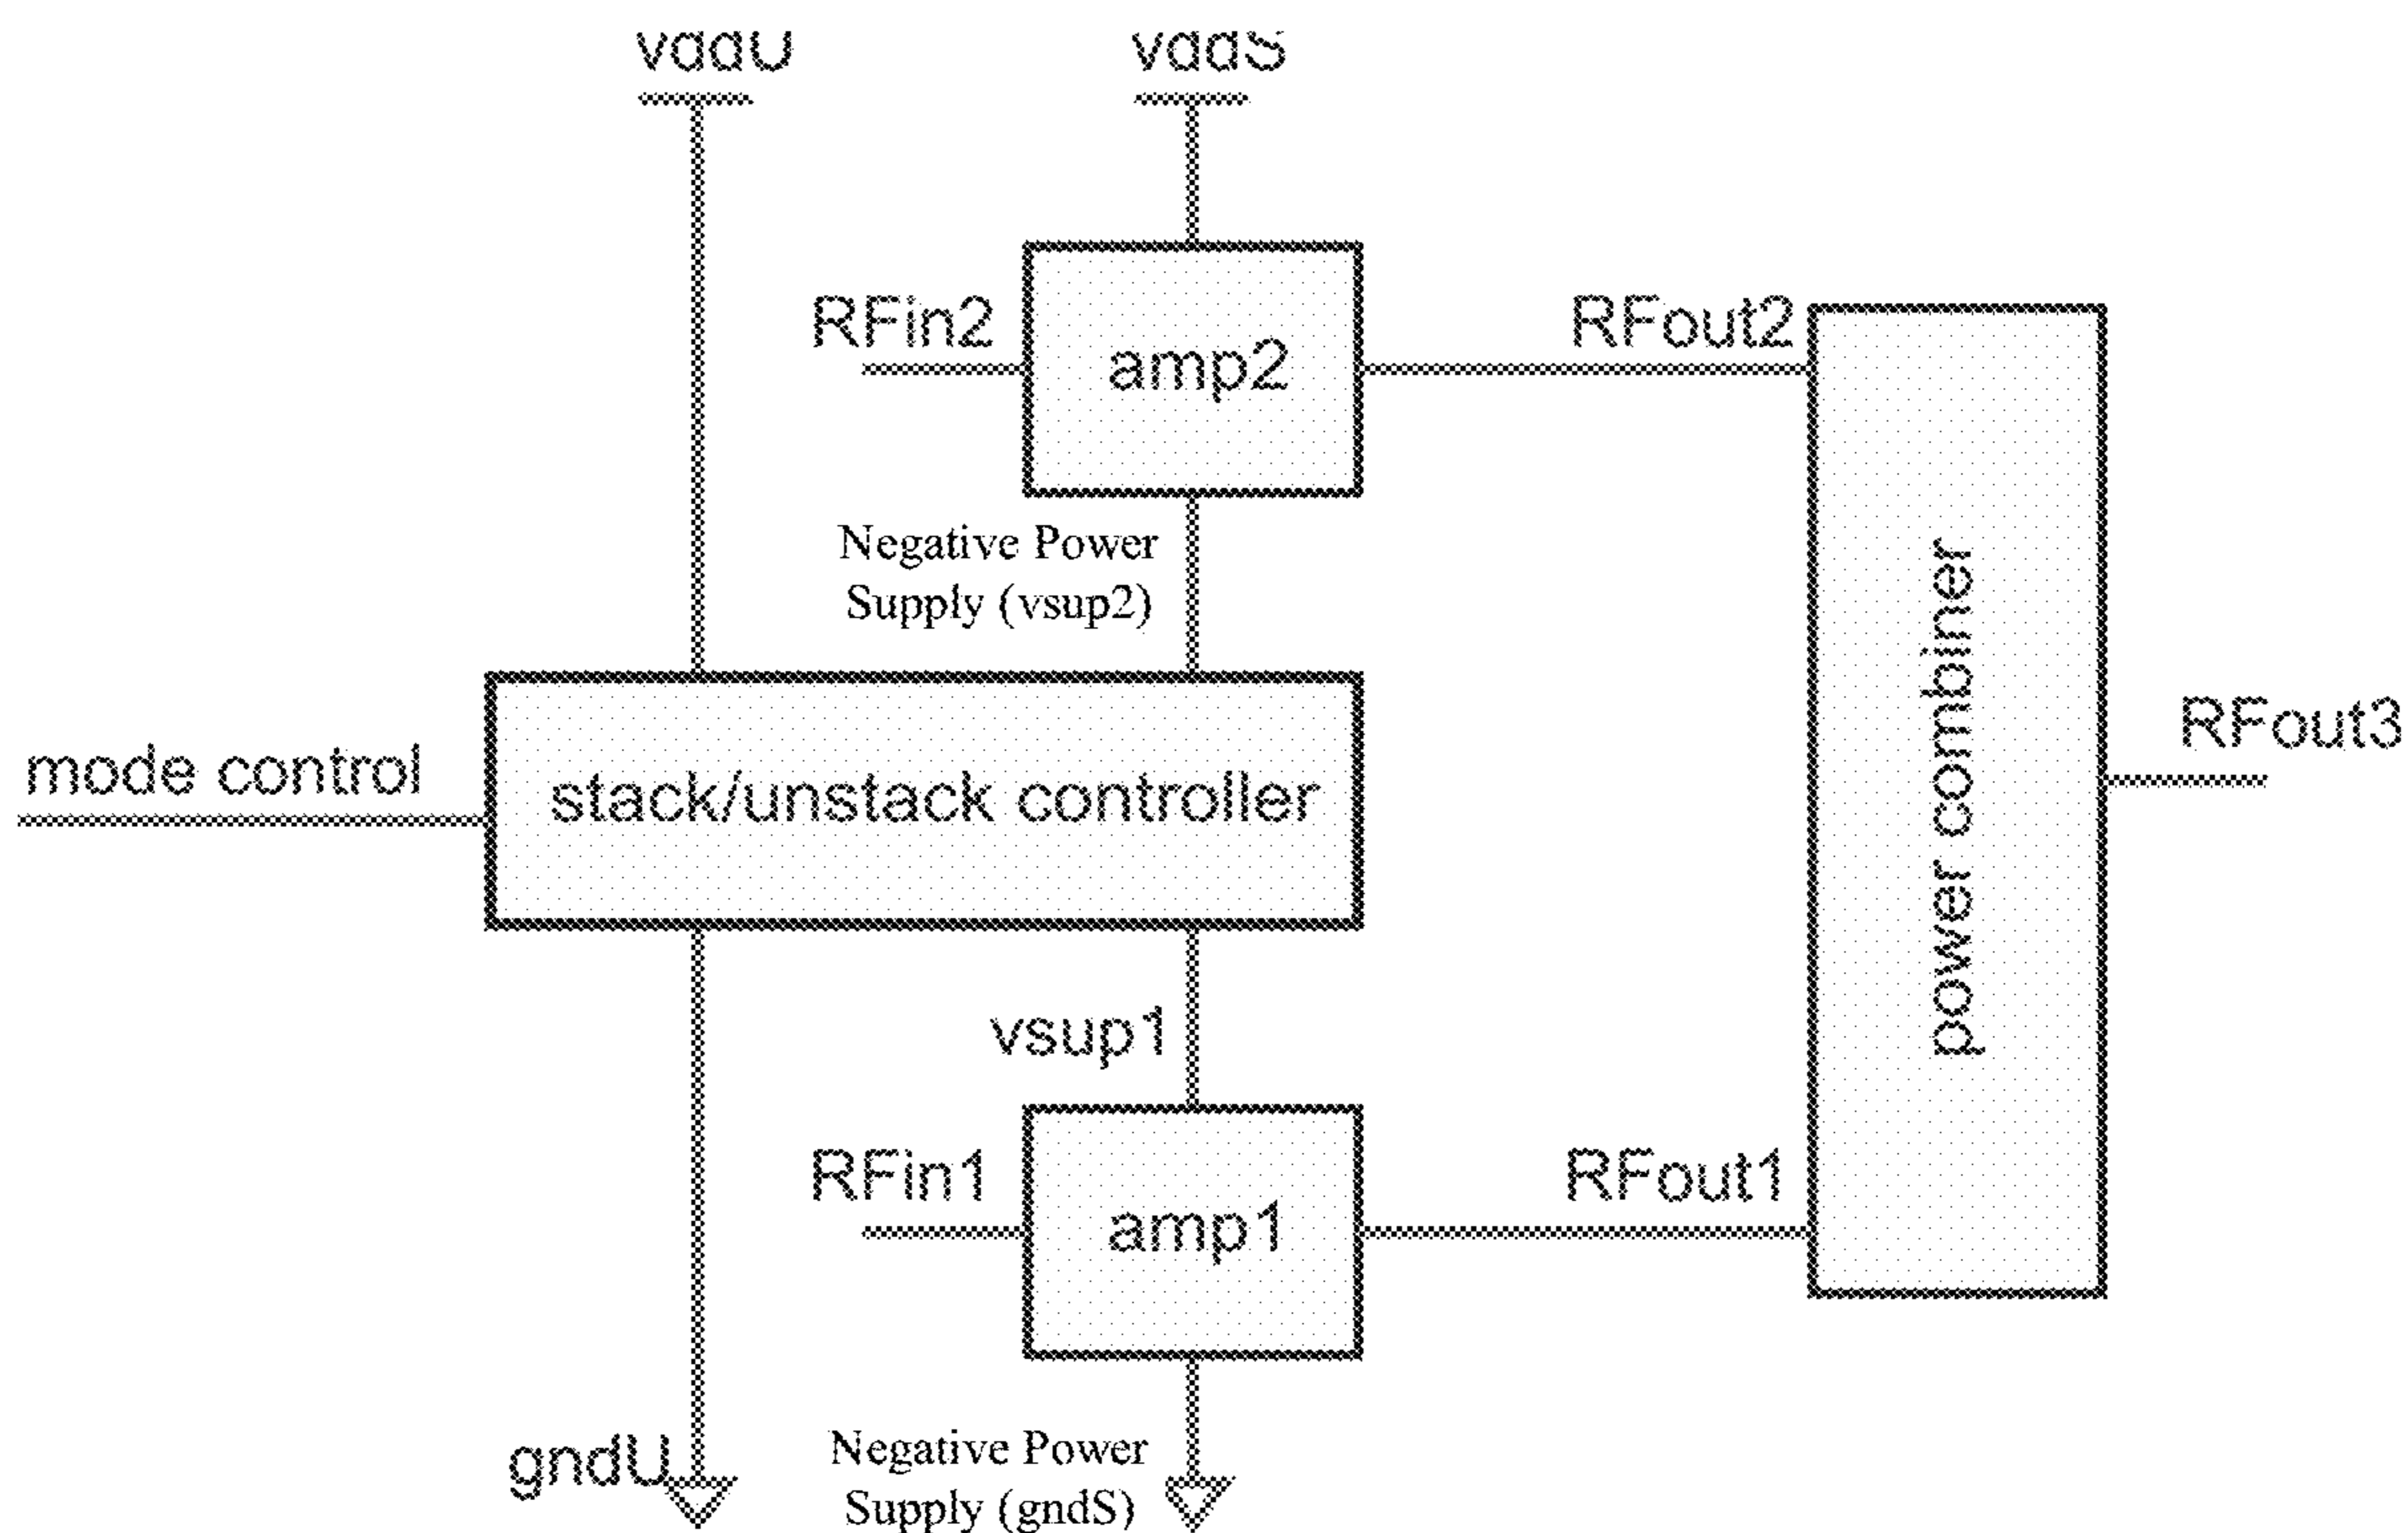 vddU
vddS
RFin2
amp2
RFout2
Negative Power
Supply (vsup2)
power combiner
RFout3
mode control
stack/unstack controller
vsup1
RFin1
amp1
RFout1
gndU
Negative Power
Supply (gndS)